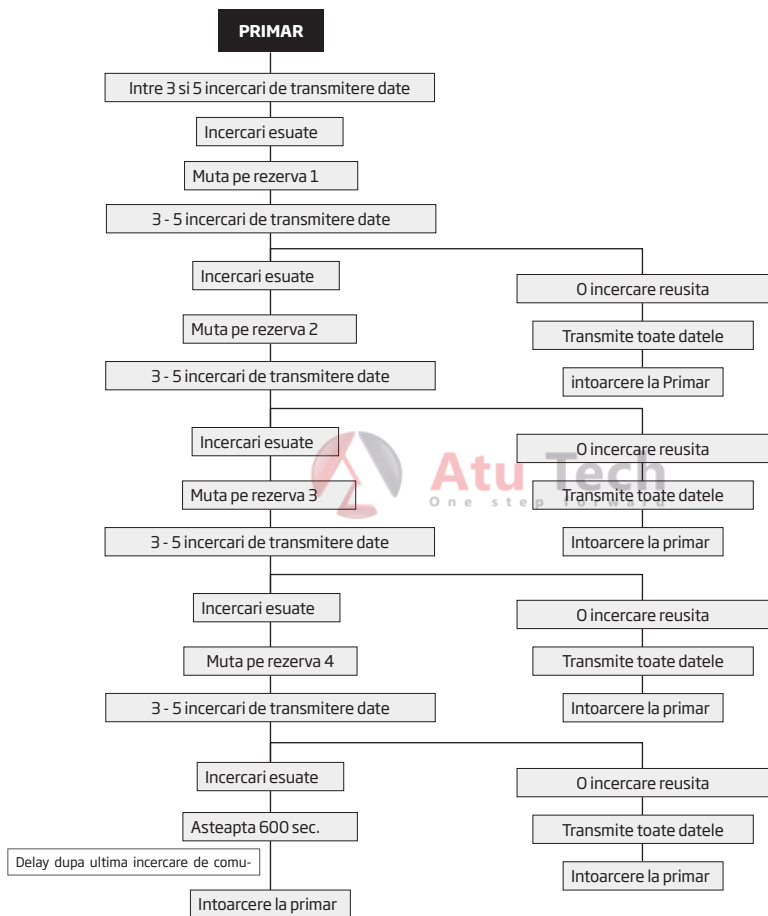 PRIMAR
Intre 3 si 5 incercari de transmitere date
Incercari esuate
Muta pe rezerva 1
3 - 5 incercari de transmitere date
Incercari esuate
O incercare reusita
Muta pe rezerva 2
Transmite toate datele
3 - 5 incercari de transmitere date
intoarcere la Primar
Incercari esuate
O incercare reusita
Atu Tech
Muta pe rezerva 3
Transmite toate datele
One step forward
3 - 5 incercari de transmitere date
Intoarcere la primar
Incercari esuate
O incercare reusita
Muta pe rezerva 4
Transmite toate datele
3 - 5 incercari de transmitere date
Intoarcere la primar
Incercari esuate
O incercare reusita
Asteapta 600 sec.
Transmite toate datele
Delay dupa ultima incercare de comu-
Intoarcere la primar
Intoarcere la primar